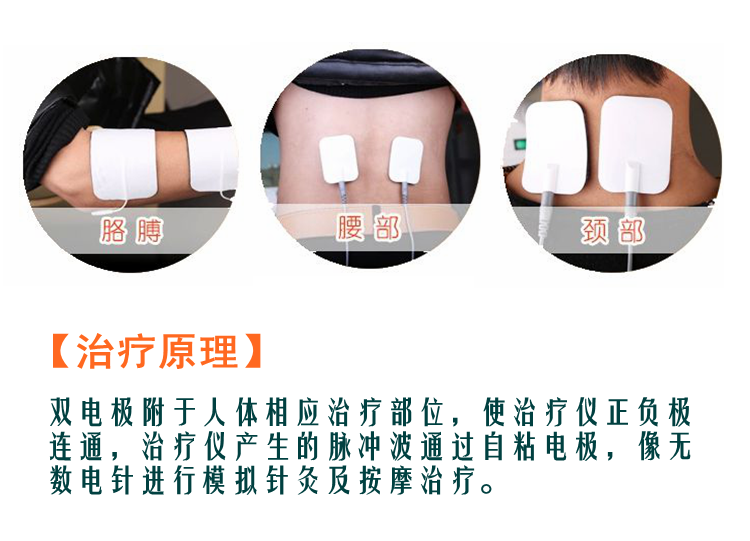 胳膊
腰部
颈部
【治疗原理】
双电极附于人体相应治疗部位，使治疗仪正负极
连通，治疗仪产生的脉冲波通过自粘电极，像无
数电针进行模拟针灸及按摩治疗。